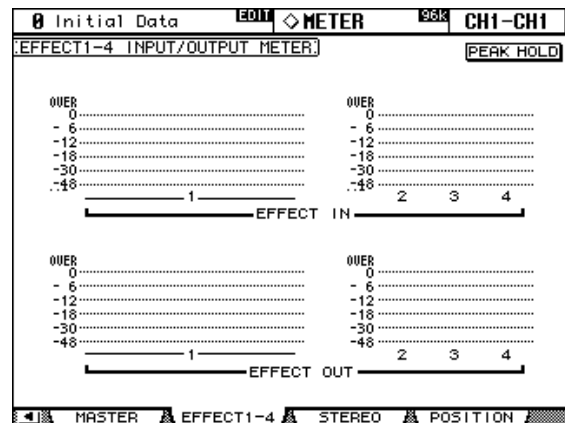 0 Initial Data EDIT ◇METER 96k CH1-CH1
EFFECT1-4 INPUT/OUTPUT METER
PEAK HOLD
OVER OVER
0 0
- 6 - 6
-12 -12
-18 -18
-30 -30
-48 -48
1 2 3 4
EFFECT IN
OVER OVER
0 0
- 6 - 6
-12 -12
-18 -18
-30 -30
-48 -48
1 2 3 4
EFFECT OUT
MASTER EFFECT1-4 STEREO POSITION